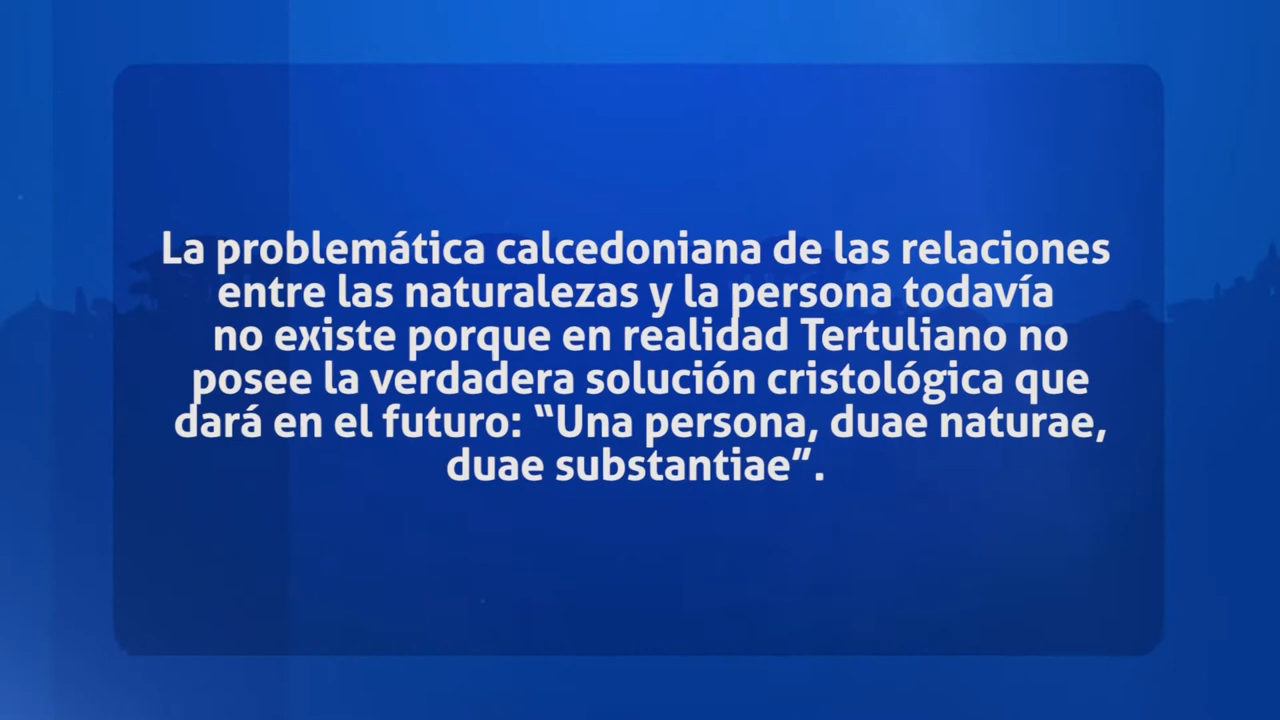 La problemática calcedoniana de las relaciones
entre las naturalezas y la persona todavía
no existe porque en realidad Tertuliano no
posee la verdadera solución cristológica que
dará en el futuro: “Una persona, duae naturae,
duae substantiae”.